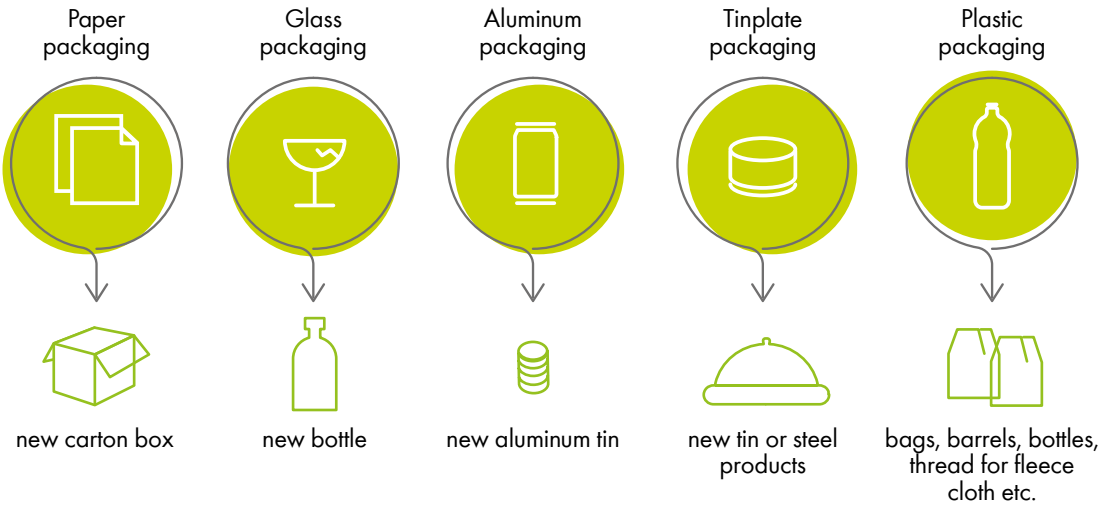 Paper
packaging
Glass
packaging
Aluminum
packaging
Tinplate
packaging
Plastic
packaging
new carton box
new bottle
new aluminum tin
new tin or steel
products
bags, barrels, bottles,
thread for fleece
cloth etc.